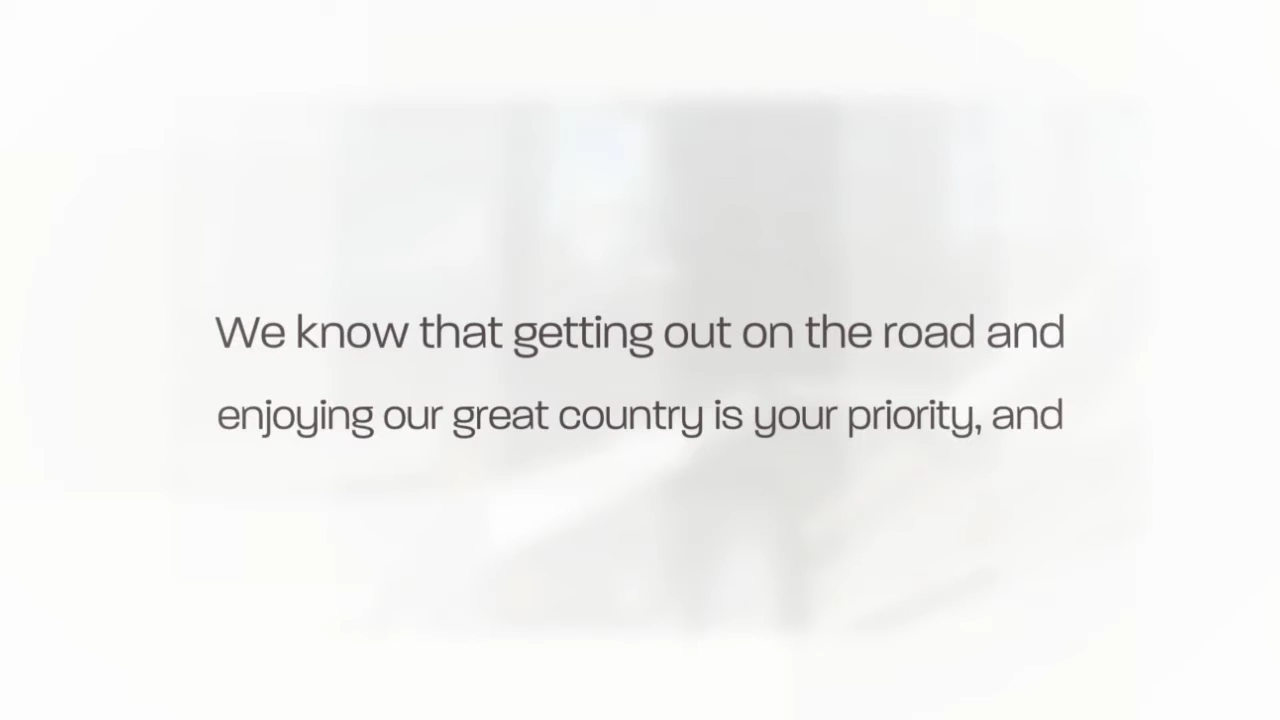 We know that getting out on the road and
enjoying our great country is your priority, and